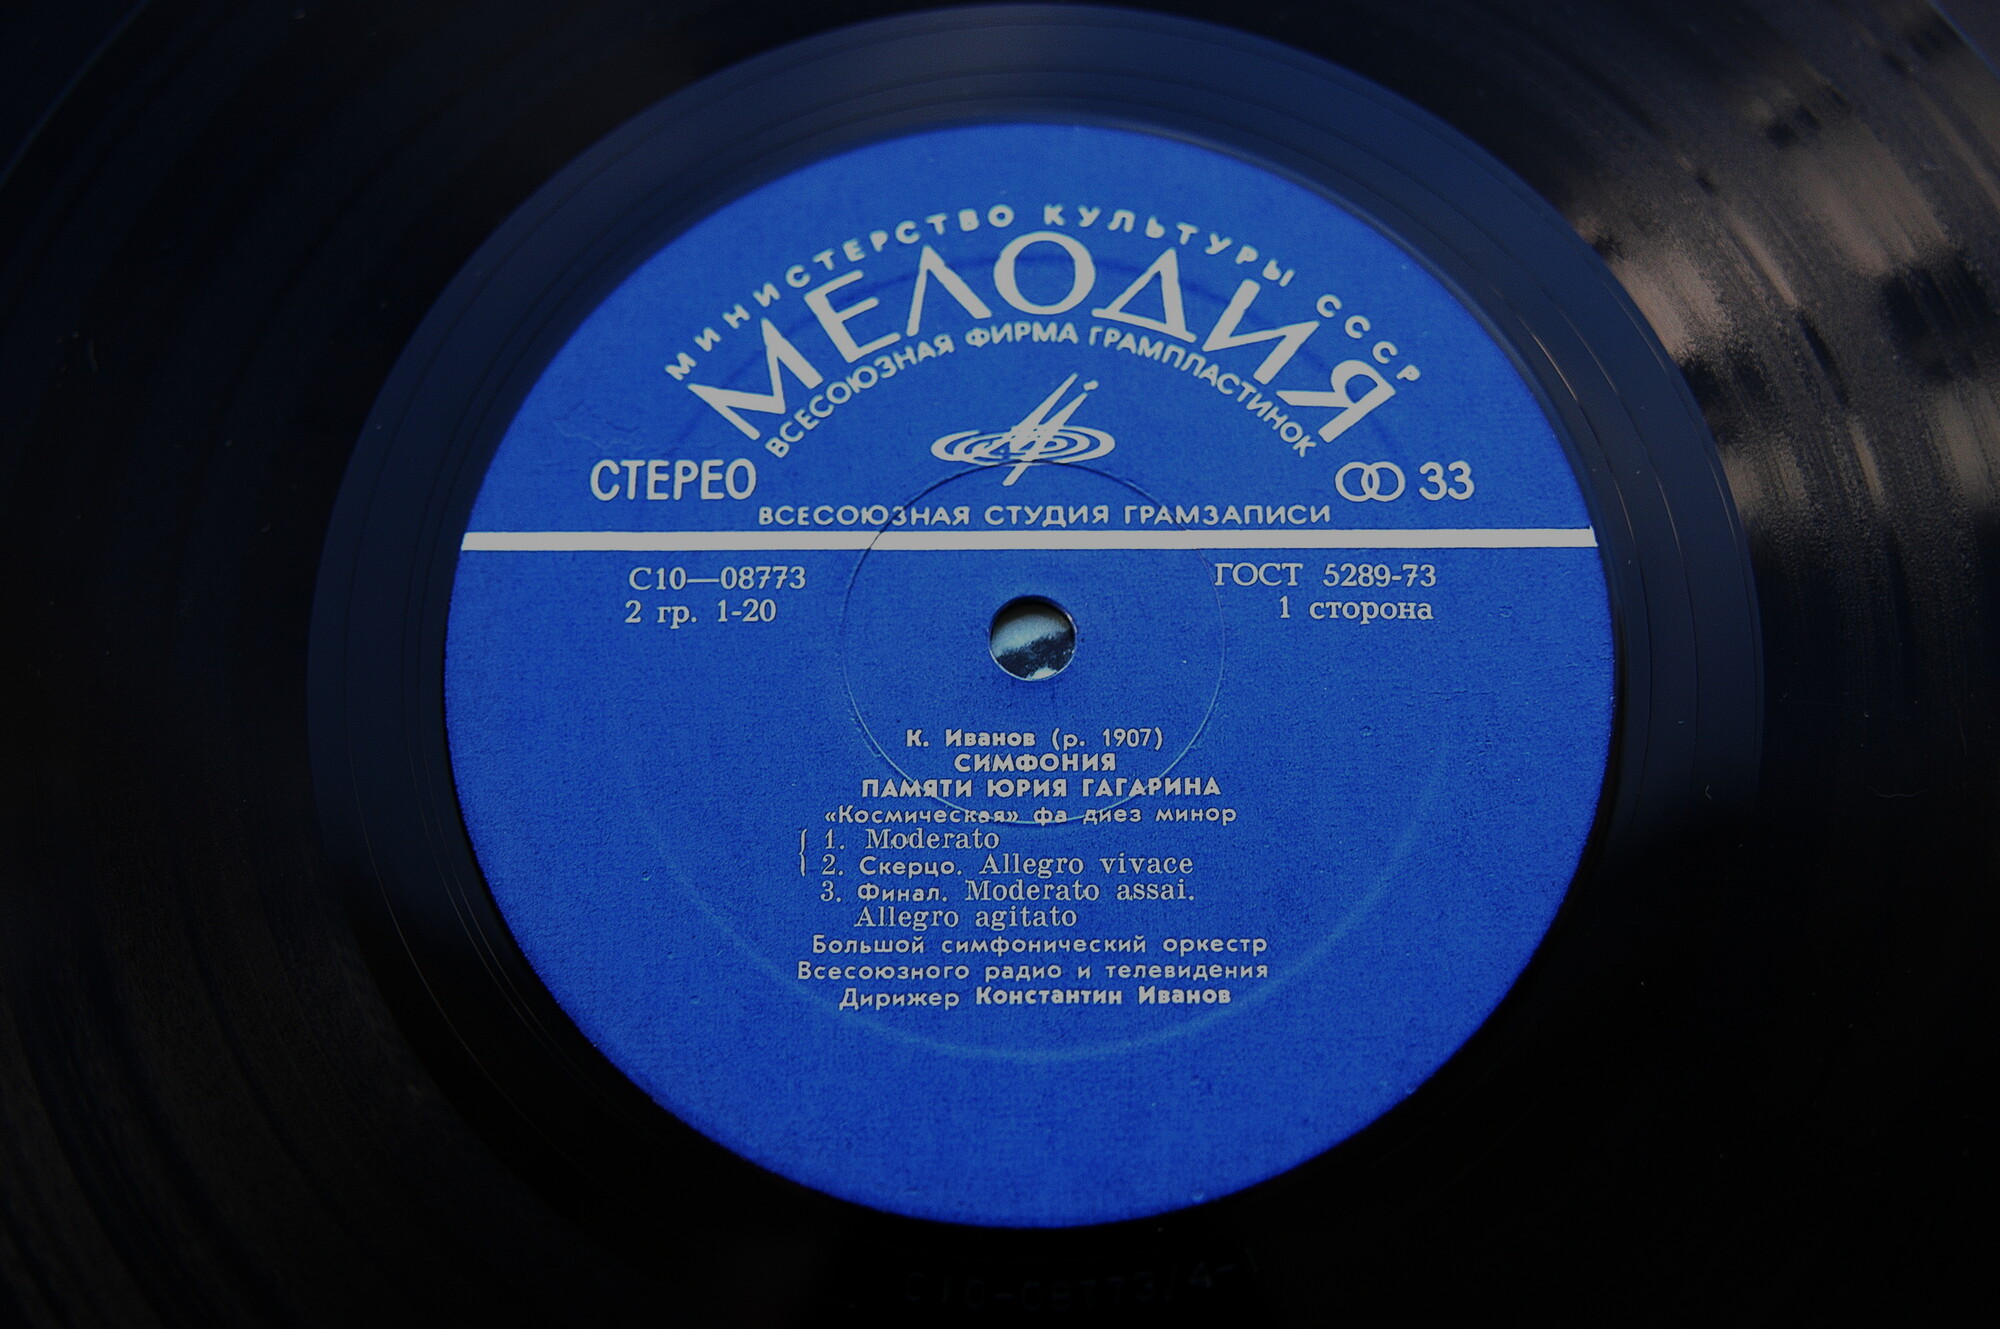 МИНИСТЕРСТВО КУЛЬТУРЫ СССР
МЕЛОДИЯ
ВСЕСОЮЗНАЯ ФИРМА ГРАМПЛАСТИНОК
СТЕРЕО
33
ВСЕСОЮЗНАЯ СТУДИЯ ГРАМЗАПИСИ
С10—08773
ГОСТ 5289-73
2 гр. 1-20
1 сторона
К. Иванов (р. 1907)
СИМФОНИЯ
ПАМЯТИ ЮРИЯ ГАГАРИНА
«Космическая» фа диез минор
1. Moderato
2. Скерцо. Allegro vivace
3. Финал. Moderato assai.
Allegro agitato
Большой симфонический оркестр
Всесоюзного радио и телевидения
Дирижер Константин Иванов